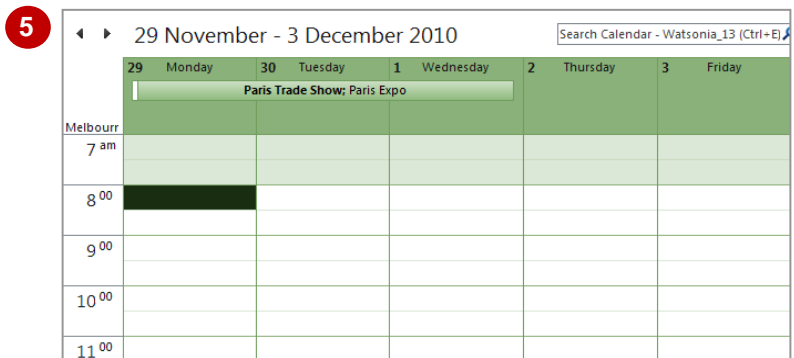 5
29 November - 3 December 2010
Search Calendar - Watsonia_13 (Ctrl+E)
29 Monday 30 Tuesday 1 Wednesday 2 Thursday 3 Friday
Paris Trade Show; Paris Expo
Melbourr
7 am
8 00
9 00
10 00
11 00